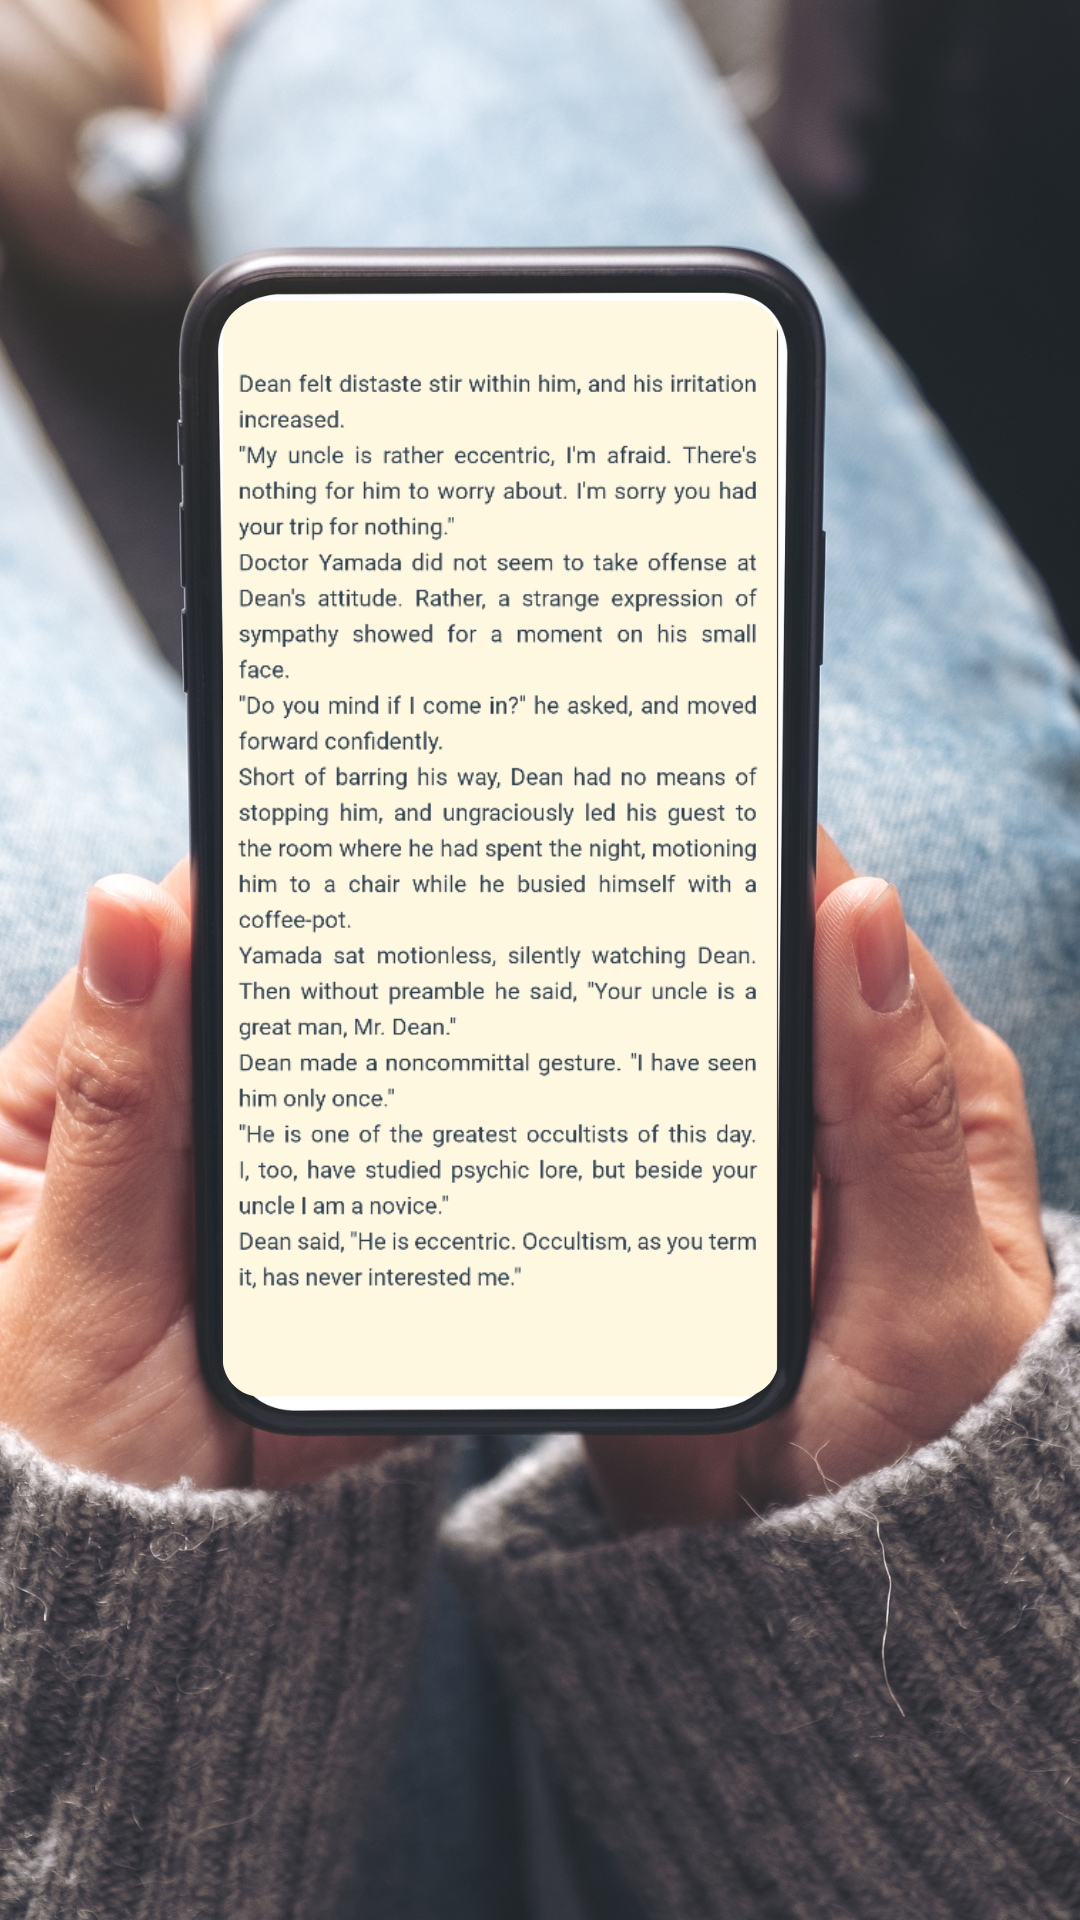 Dean felt distaste stir within him, and his irritation
increased.
"My uncle is rather eccentric, I'm afraid. There's
nothing for him to worry about. I'm sorry you had
your trip for nothing."
Doctor Yamada did not seem to take offense at
Dean's attitude. Rather, a strange expression of
sympathy showed for a moment on his small
face.
"Do you mind if I come in?" he asked, and moved
forward confidently.
Short of barring his way, Dean had no means of
stopping him, and ungraciously led his guest to
the room where he had spent the night, motioning
him to a chair while he busied himself with a
coffee-pot.
Yamada sat motionless, silently watching Dean.
Then without preamble he said, "Your uncle is a
great man, Mr. Dean."
Dean made a noncommittal gesture. "I have seen
him only once."
"He is one of the greatest occultists of this day.
I, too, have studied psychic lore, but beside your
uncle I am a novice."
Dean said, "He is eccentric. Occultism, as you term
it, has never interested me."